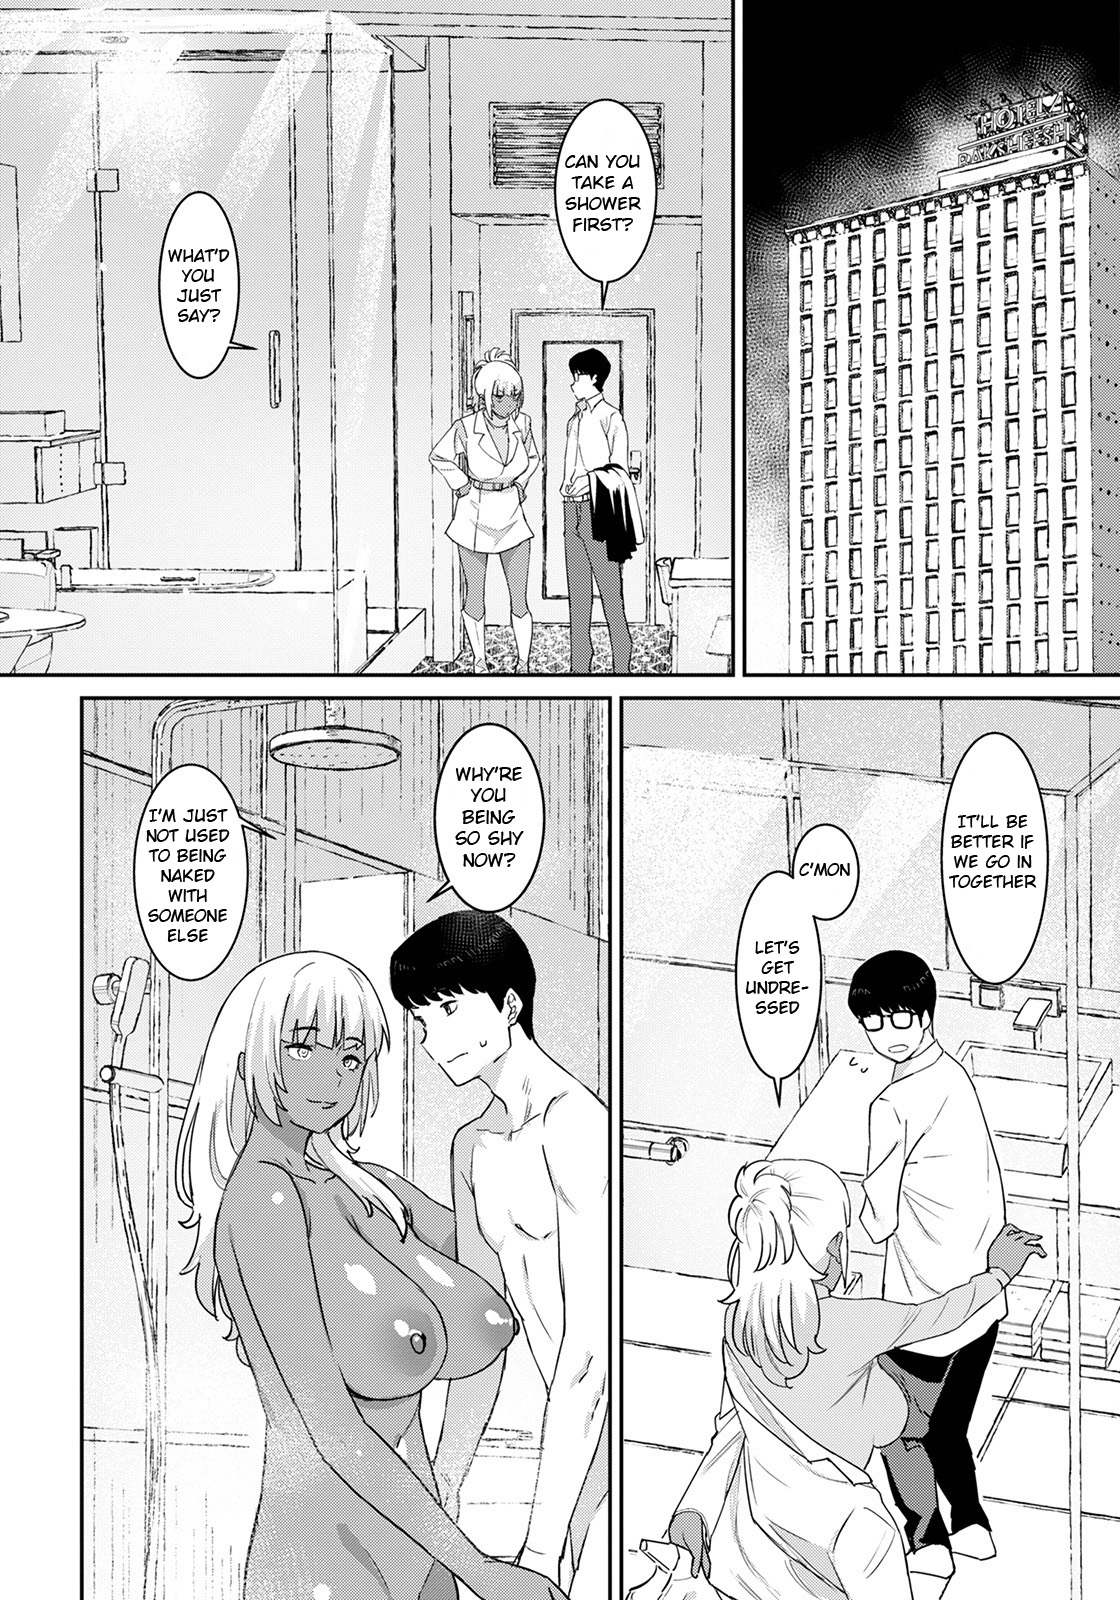 HOTEL
CAN YOU
TAKE A
SHOWER
FIRST?
WHAT'D
YOU
JUST
SAY?
IT'LL BE
BETTER IF
WE GO IN
TOGETHER
C'MON
LET'S
GET
UNDRE-
SSED
WHY'RE
YOU
BEING
SO SHY
NOW?
I'M JUST
NOT USED
TO BEING
NAKED
WITH
SOMEONE
ELSE